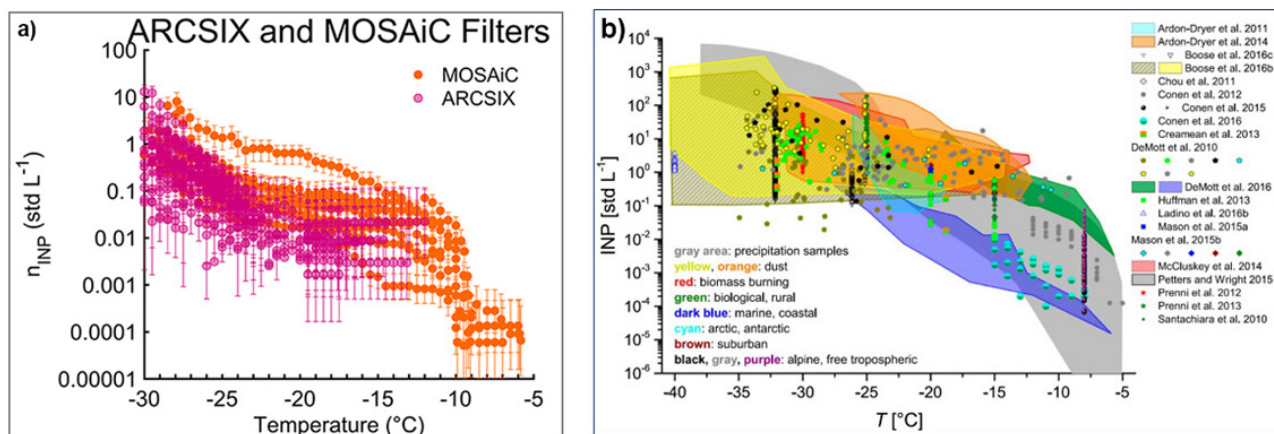 a)
ARCSIX and MOSAiC Filters
100
10
1
0.1
0.01
0.001
0.0001
0.00001
n_INP (std L⁻¹)
MOSAiC
ARCSIX
-30 -25 -20 -15 -10 -5
Temperature (°C)
b)
INP [std L⁻¹]
10⁴
10³
10²
10¹
10⁰
10⁻¹
10⁻²
10⁻³
10⁻⁴
10⁻⁵
10⁻⁶
gray area: precipitation samples
yellow, orange: dust
red: biomass burning
green: biological, rural
dark blue: marine, coastal
cyan: arctic, antarctic
brown: suburban
black, gray, purple: alpine, free tropospheric
-40 -35 -30 -25 -20 -15 -10 -5
T [°C]
Ardon-Dryer et al. 2011
Ardon-Dryer et al. 2014
Boose et al. 2016c
Boose et al. 2016b
Chou et al. 2011
Conen et al. 2012
Conen et al. 2015
Conen et al. 2016
Creamean et al. 2013
DeMott et al. 2010
DeMott et al. 2016
Huffman et al. 2013
Ladino et al. 2016b
Mason et al. 2015a
Mason et al. 2015b
McCluskey et al. 2014
Petters and Wright 2015
Prenni et al. 2012
Prenni et al. 2013
Santachiara et al. 2010